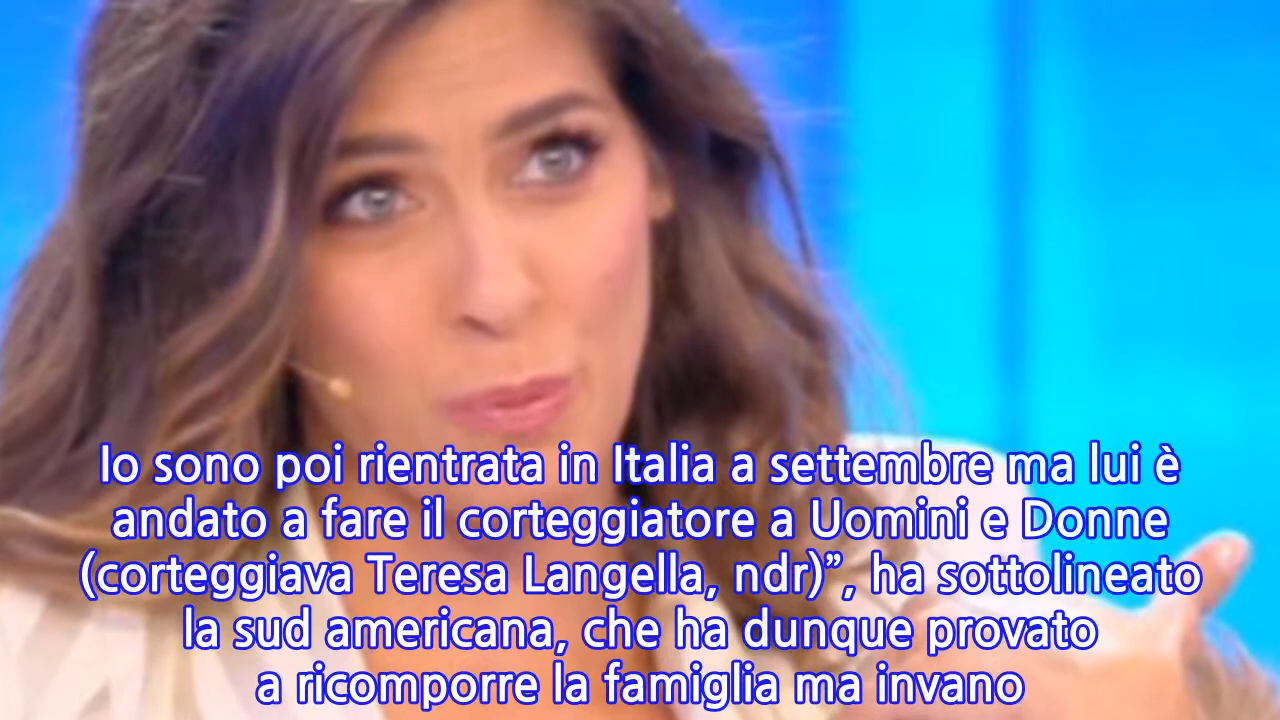 Io sono poi rientrata in Italia a settembre ma lui è
andato a fare il corteggiatore a Uomini e Donne
(corteggiava Teresa Langella, ndr)”, ha sottolineato
la sud americana, che ha dunque provato
a ricomporre la famiglia ma invano